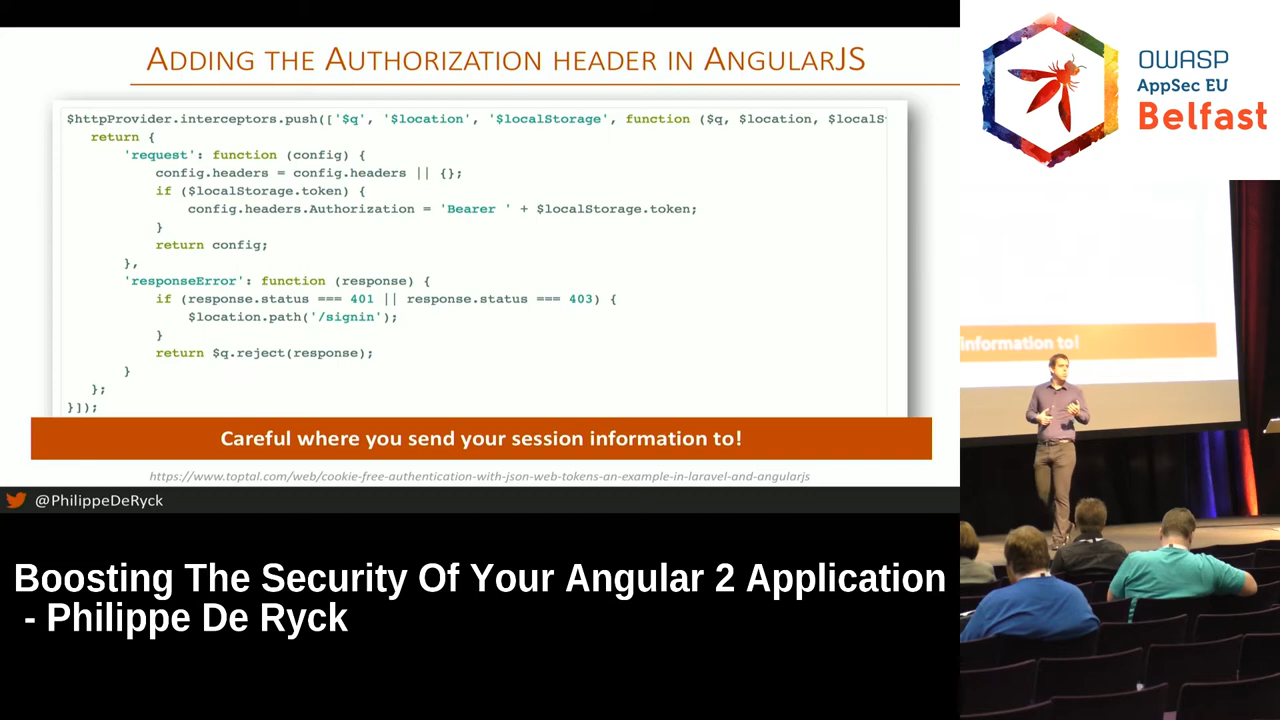 ADDING THE AUTHORIZATION HEADER IN ANGULARJS
$httpProvider.interceptors.push(['$q', '$location', '$localStorage', function ($q, $location, $localS
return {
'request': function (config) {
config.headers = config.headers || {};
if ($localStorage.token) {
config.headers.Authorization = 'Bearer ' + $localStorage.token;
}
return config;
},
'responseError': function (response) {
if (response.status === 401 || response.status === 403) {
$location.path('/signin');
}
return $q.reject(response);
}
};
}]);
Careful where you send your session information to!
https://www.toptal.com/web/cookie-free-authentication-with-json-web-tokens-an-example-in-laravel-and-angularjs
@PhilippeDeRyck
Boosting The Security Of Your Angular 2 Application
- Philippe De Ryck
OWASP
AppSec EU
Belfast
information to!